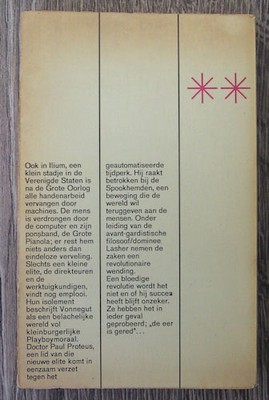 Ook in Ilium, een
klein stadje in de
Verenigde Staten is
na de Grote Oorlog
alle handenarbeid
vervangen door
machines. De mens
is verdrongen door
de computer en zijn
ponsband, de Grote
Pianola; er rest hem
niets anders dan
eindeloze verveling.
Slechts een kleine
elite, de direkteuren
en de
werktuigkundigen,
vindt nog emplooi.
Hun isolement
beschrijft Vonnegut
als een belachelijke
wereld vol
kleinburgerlijke
Playboymoraal.
Doctor Paul Proteus,
een lid van die
nieuwe elite komt in
eenzaam verzet
tegen het
geautomatiseerde
tijdperk. Hij raakt
betrokken bij de
Spookhemden, een
beweging die de
wereld wil
teruggeven aan de
mensen. Onder
leiding van de
avant-gardistische
filosoof/dominee
Lasher nemen de
zaken een
revolutionaire
wending.
Een bloedige
revolutie wordt het
niet en of hij succes
heeft blijft onzeker.
Ze hebben het in
ieder geval
geprobeerd; „de eer
is gered”...